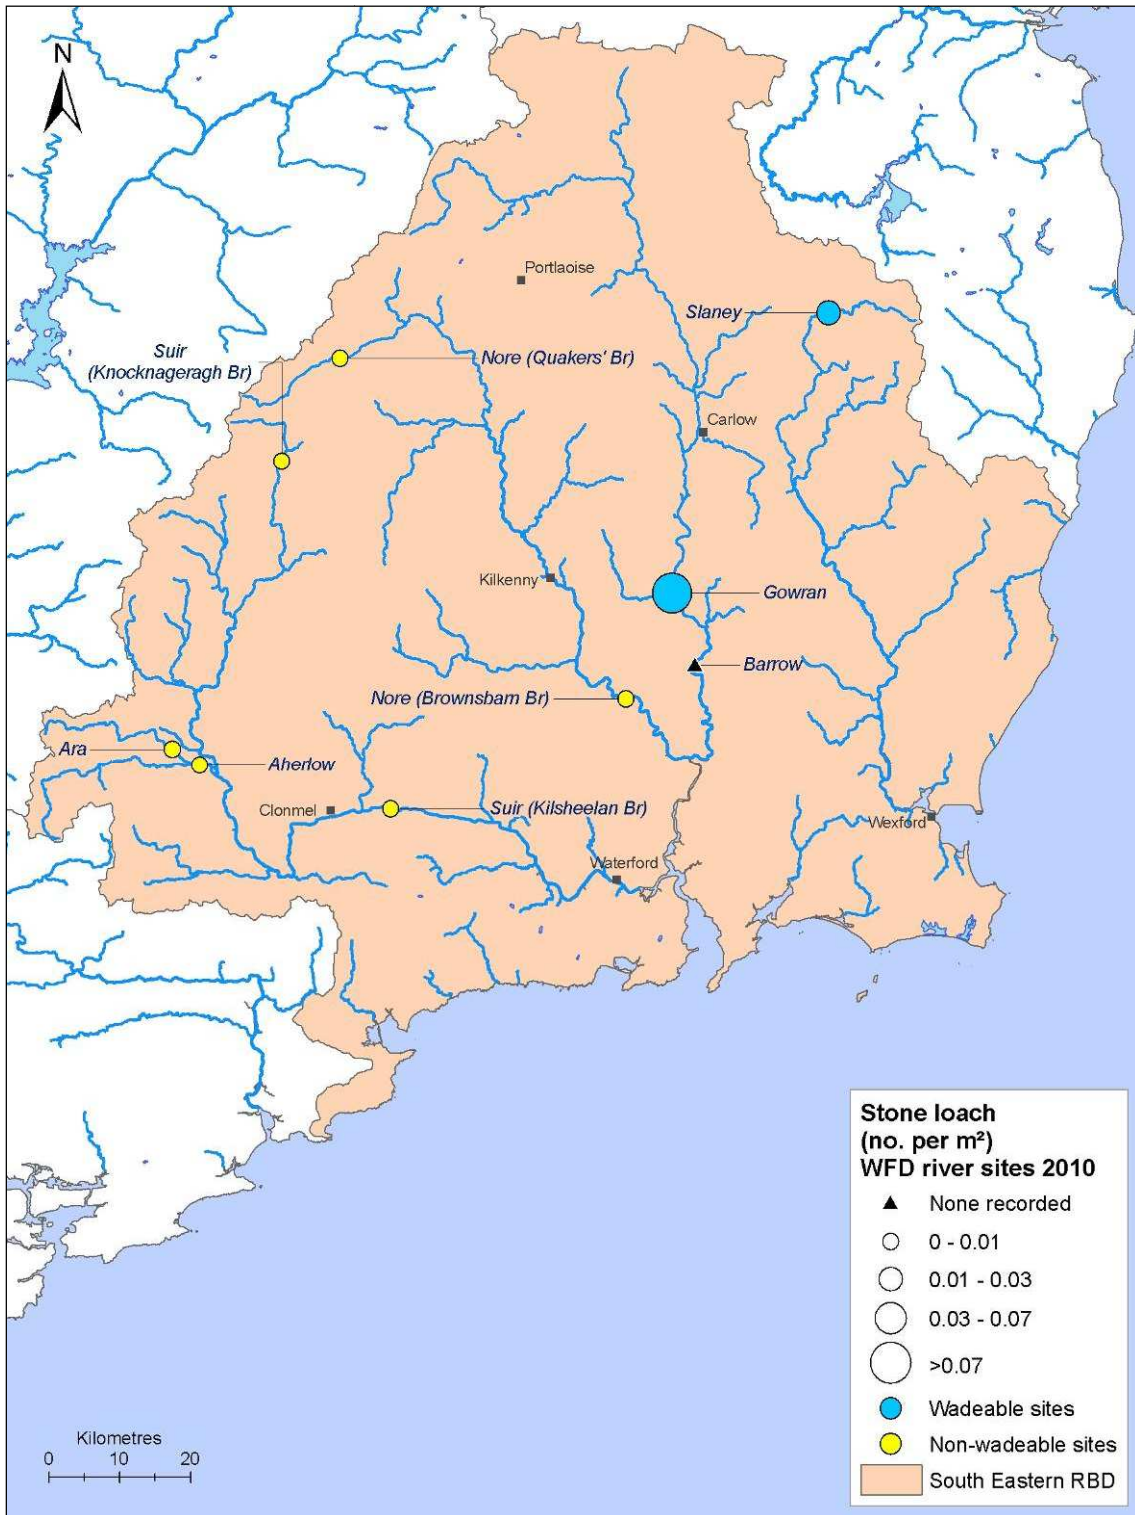 N
Portlaoise
Slaney
Suir
(Knocknageragh Br)
Nore (Quakers' Br)
Carlow
Kilkenny
Gowran
Barrow
Nore (Brownsbarn Br)
Ara
Aherlow
Clonmel
Suir (Kilsheelan Br)
Wexford
Waterford
Stone loach
(no. per m²)
WFD river sites 2010
None recorded
0 - 0.01
0.01 - 0.03
0.03 - 0.07
>0.07
Wadeable sites
Non-wadeable sites
South Eastern RBD
Kilometres
0 10 20